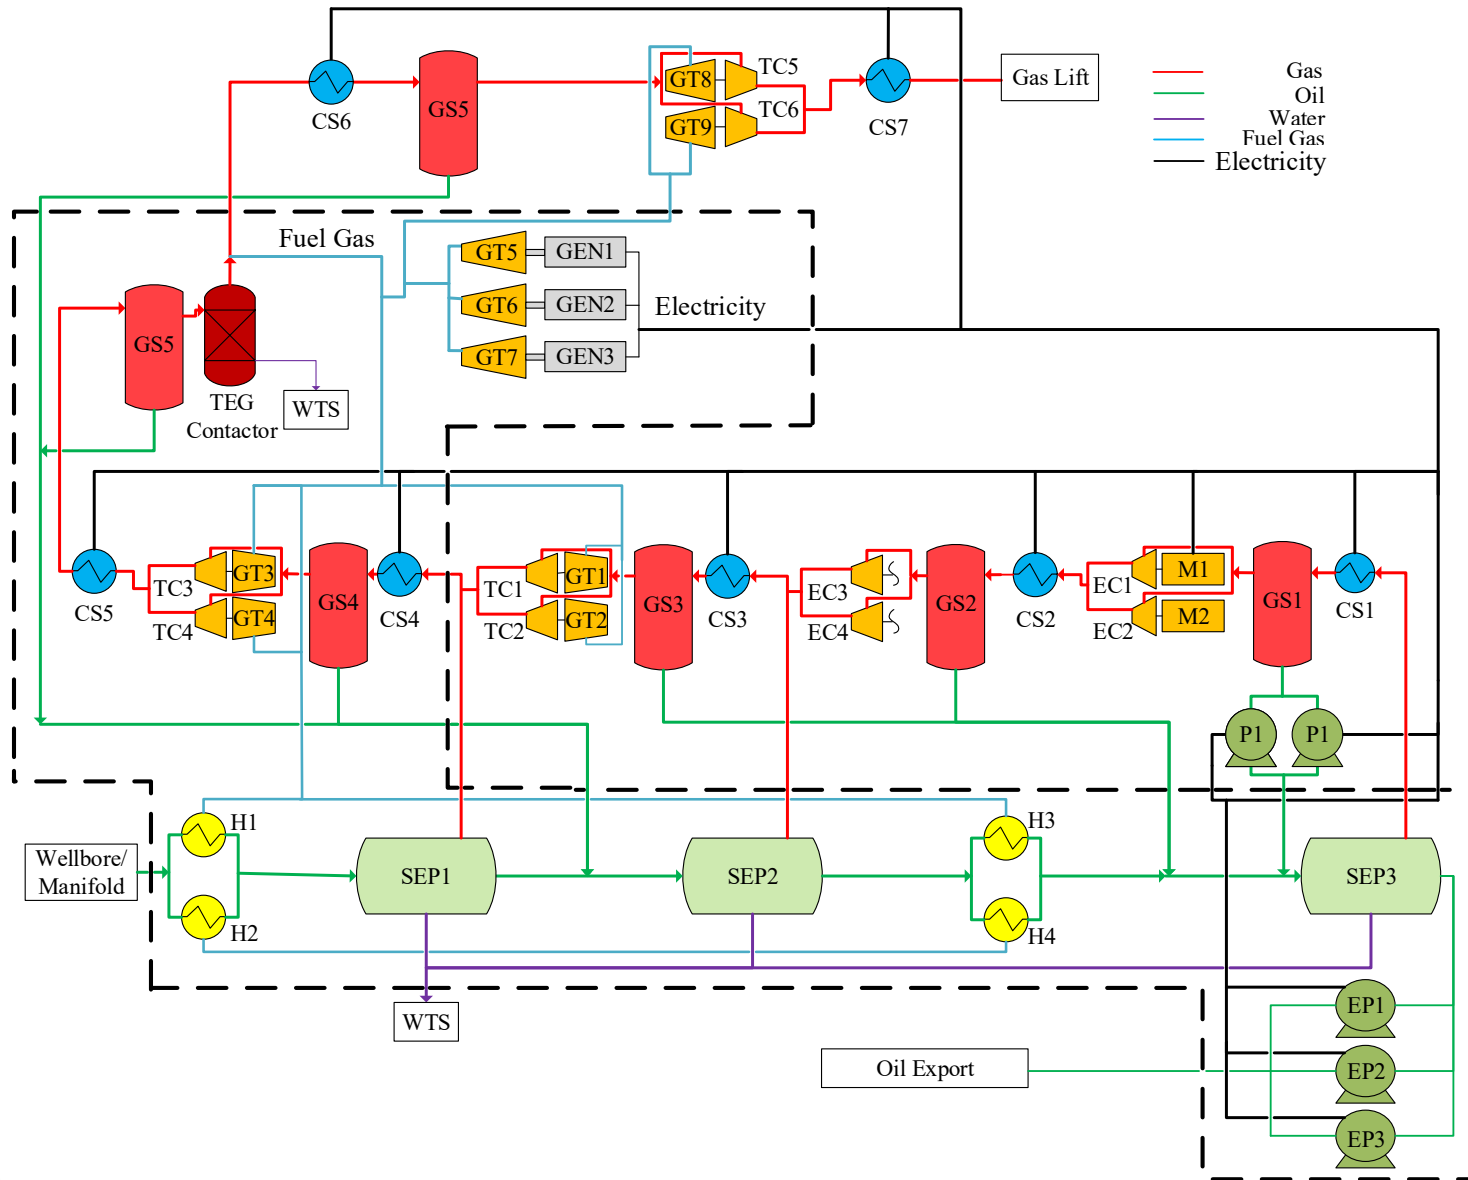 CS6
GS5
GT8
TC5
TC6
GT9
CS7
Gas Lift
Gas
Oil
Water
Fuel Gas
Electricity
Fuel Gas
GT5
GEN1
GT6
GEN2
Electricity
GT7
GEN3
GS5
TEG
Contactor
WTS
CS5
TC3
GT3
TC4
GT4
GS4
CS4
TC1
GT1
TC2
GT2
GS3
CS3
EC3
EC4
GS2
CS2
EC1
M1
EC2
M2
GS1
CS1
P1
P1
Wellbore/
Manifold
H1
H2
SEP1
SEP2
H3
H4
SEP3
WTS
Oil Export
EP1
EP2
EP3